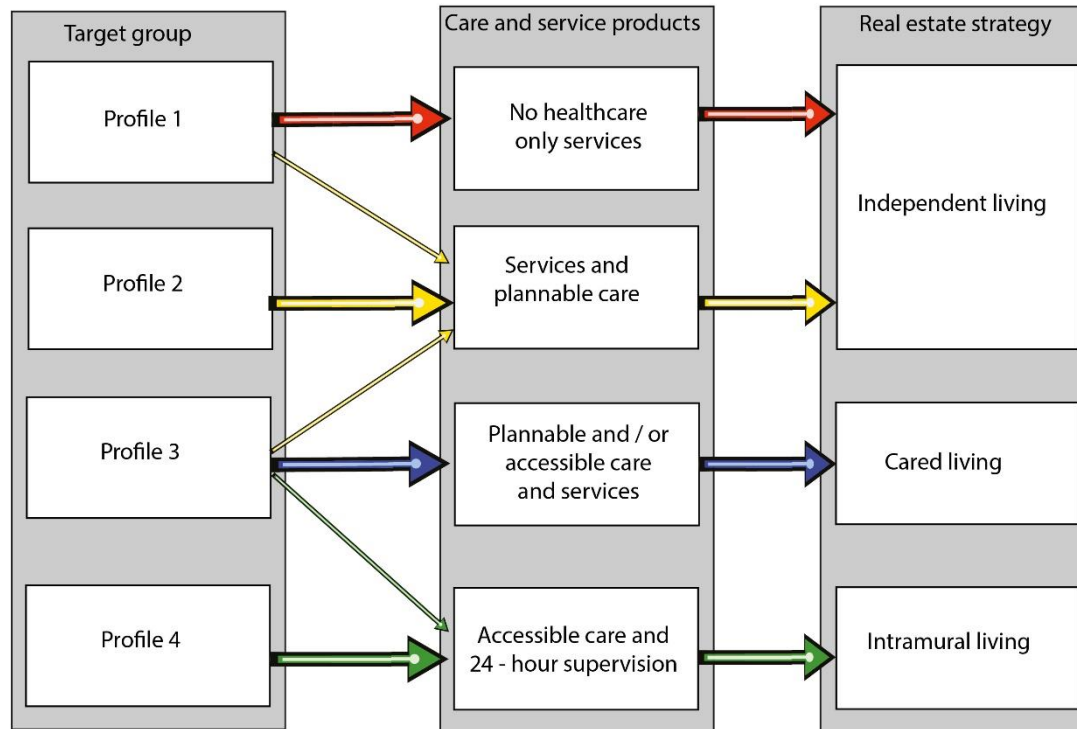 Target group
Profile 1
Profile 2
Profile 3
Profile 4
Care and service products
No healthcare
only services
Services and
plannable care
Plannable and / or
accessible care
and services
Accessible care and
24 - hour supervision
Real estate strategy
Independent living
Cared living
Intramural living